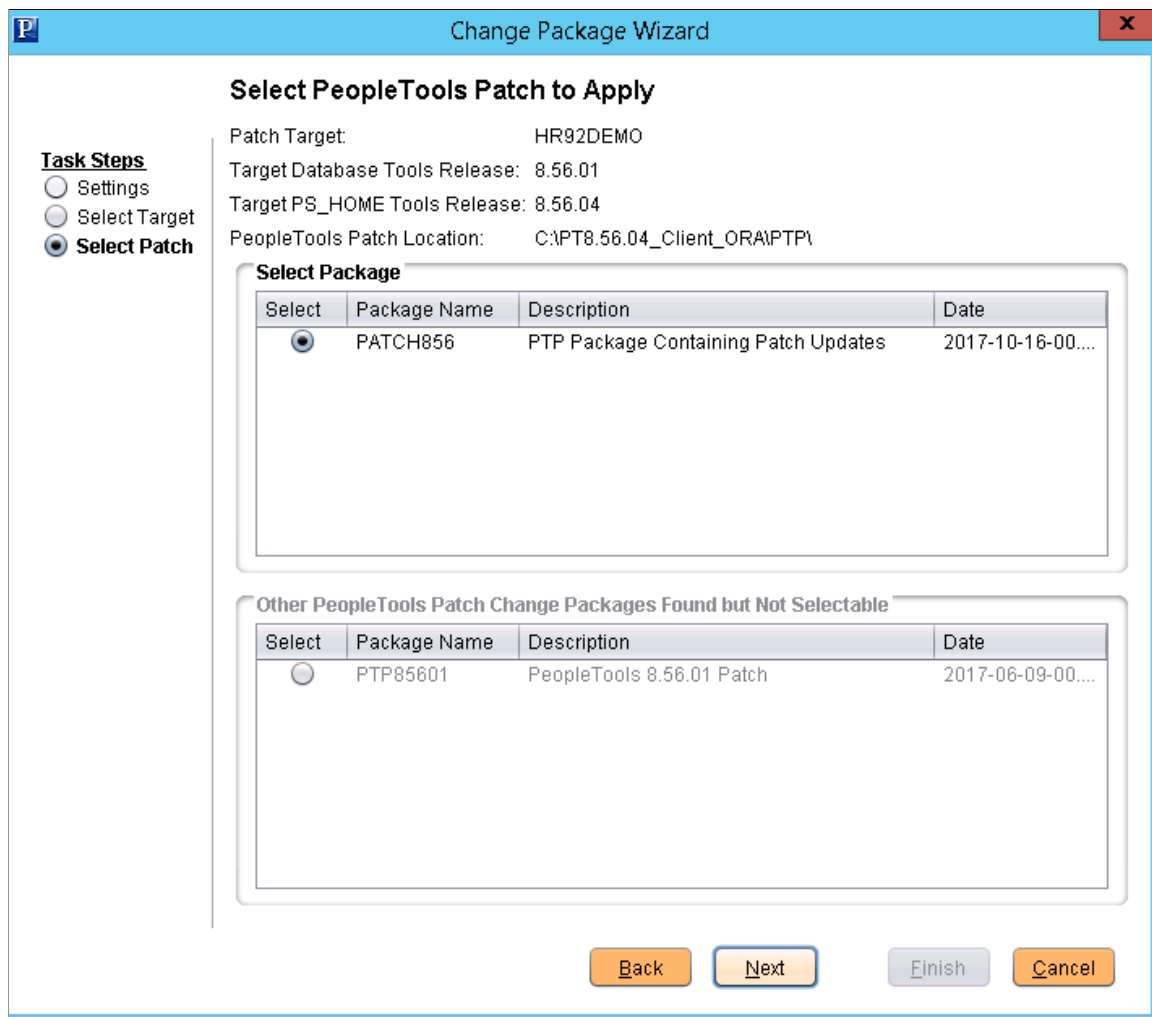 P
Change Package Wizard
x
Select PeopleTools Patch to Apply
Task Steps
Settings
Select Target
Select Patch
Patch Target: HR92DEMO
Target Database Tools Release: 8.56.01
Target PS_HOME Tools Release: 8.56.04
PeopleTools Patch Location: C:\PT8.56.04_Client_ORA\PTP\
Select Package
Select Package Name Description Date
PATCH856 PTP Package Containing Patch Updates 2017-10-16-00....
Other PeopleTools Patch Change Packages Found but Not Selectable
Select Package Name Description Date
PTP85601 PeopleTools 8.56.01 Patch 2017-06-09-00....
Back Next Finish Cancel